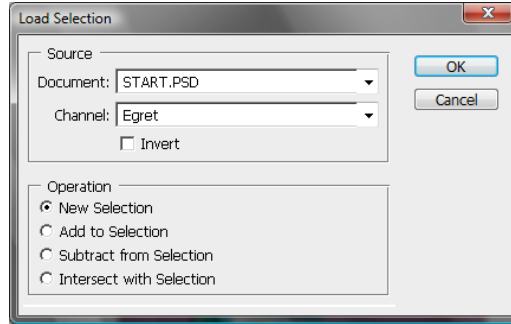 Load Selection
Source
Document: START.PSD
Channel: Egret
Invert
OK
Cancel
Operation
New Selection
Add to Selection
Subtract from Selection
Intersect with Selection